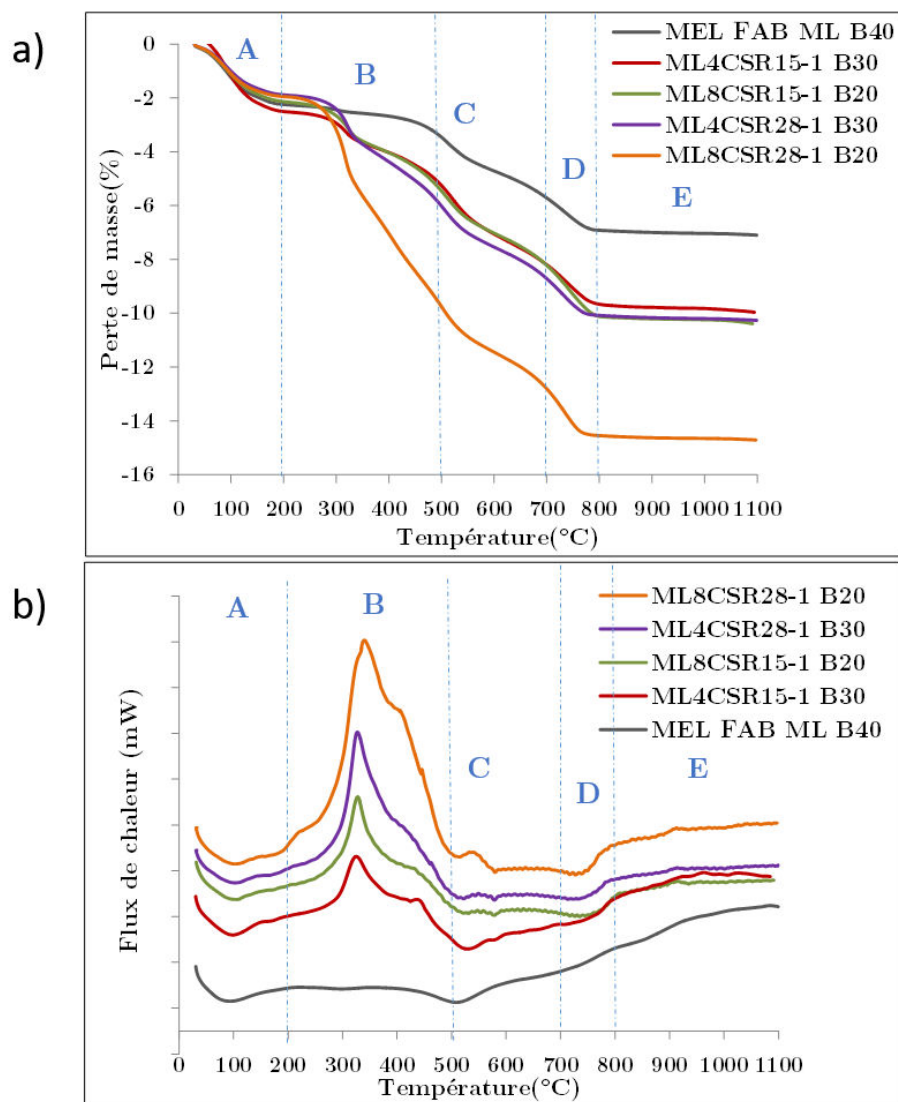 a)
A
B
C
D
E
MEL FAB ML B40
ML4CSR15-1 B30
ML8CSR15-1 B20
ML4CSR28-1 B30
ML8CSR28-1 B20
Perte de masse(%)
0
-2
-4
-6
-8
-10
-12
-14
-16
0 100 200 300 400 500 600 700 800 900 1000 1100
Température(°C)
b)
A
B
C
D
E
ML8CSR28-1 B20
ML4CSR28-1 B30
ML8CSR15-1 B20
ML4CSR15-1 B30
MEL FAB ML B40
Flux de chaleur (mW)
0 100 200 300 400 500 600 700 800 900 1000 1100
Température(°C)